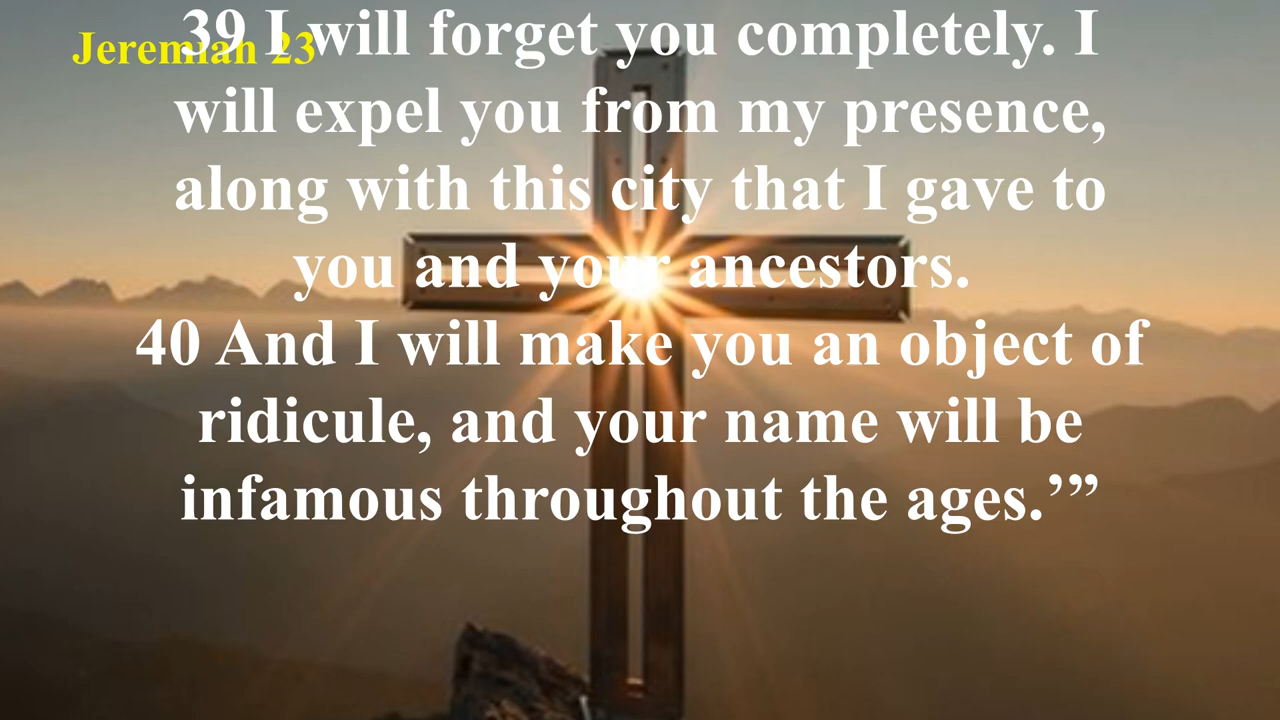 Jeremiah 23
39 I will forget you completely. I
will expel you from my presence,
along with this city that I gave to
you and your ancestors.
40 And I will make you an object of
ridicule, and your name will be
infamous throughout the ages.’”